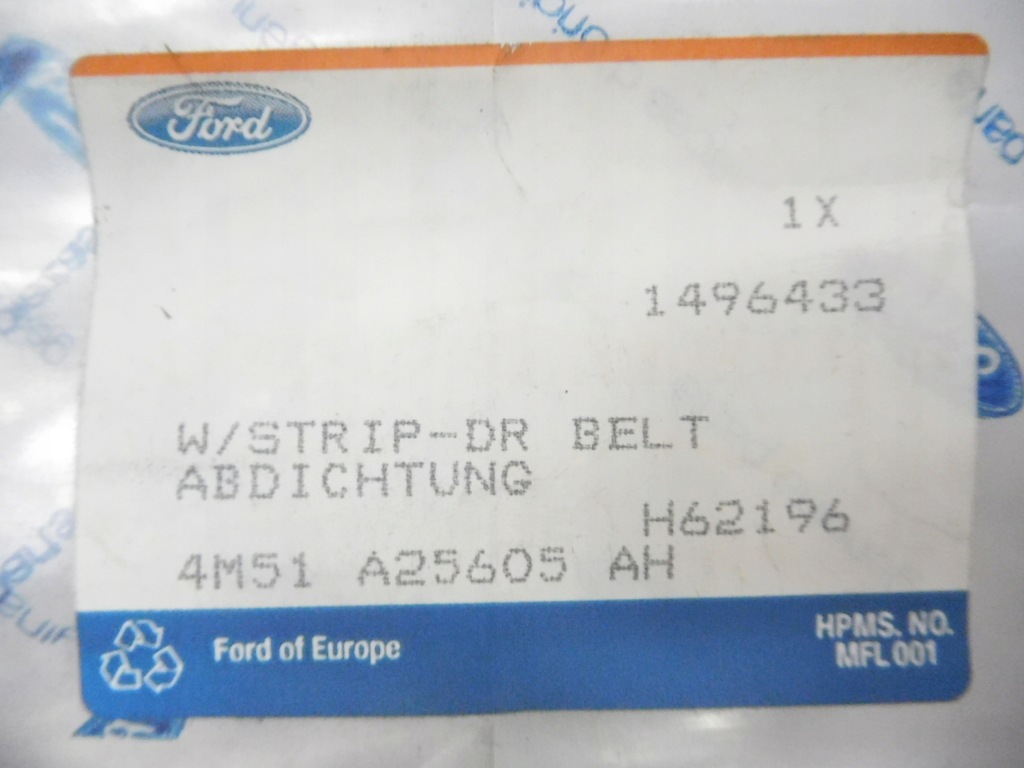 Ford
1X
1496433
W/STRIP-DR BELT
ABDICHTUNG
H62196
4M51 A25605 AH
Ford of Europe
HPMS. NO.
MFL 001